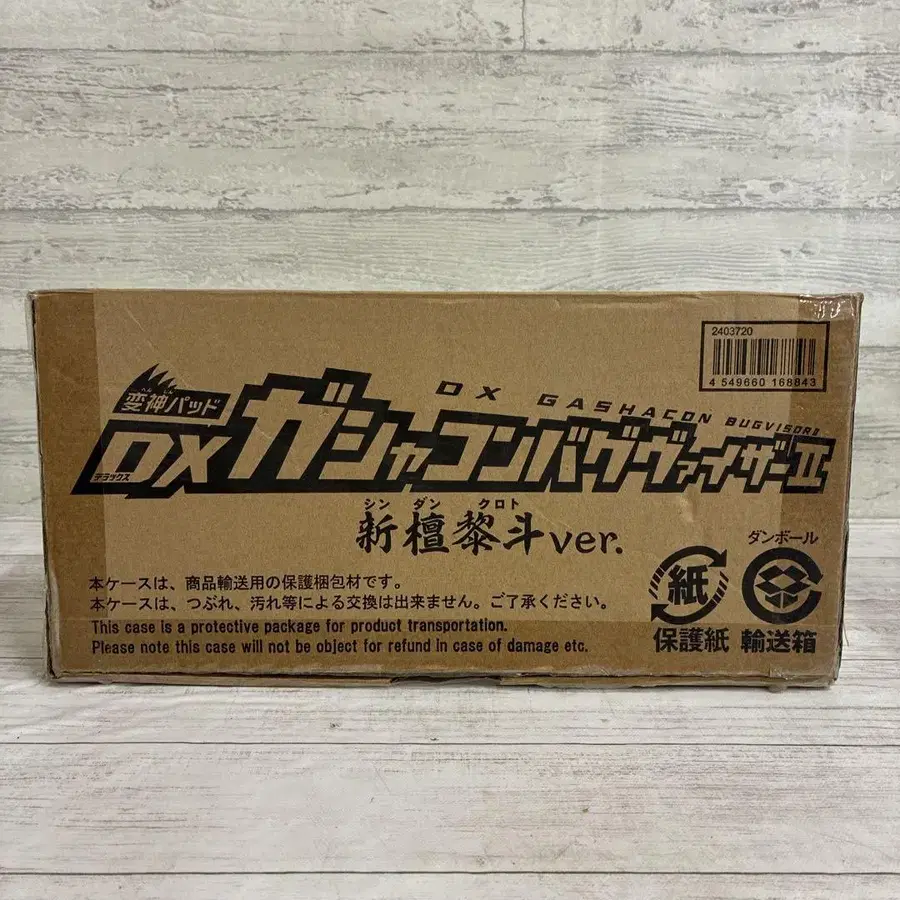 2403720
4 549660 168843
DX GASHACON BUGVISOR II
へんしん
変神パッド
DXガシャコンバグヴァイザーII
デラックス
シン ダン クロト
新檀黎斗ver.
ダンボール
紙
本ケースは、商品輸送用の保護梱包材です。
本ケースは、つぶれ、汚れ等による交換は出来ません。ご了承ください。
This case is a protective package for product transportation.
Please note this case will not be object for refund in case of damage etc.
保護紙 輸送箱